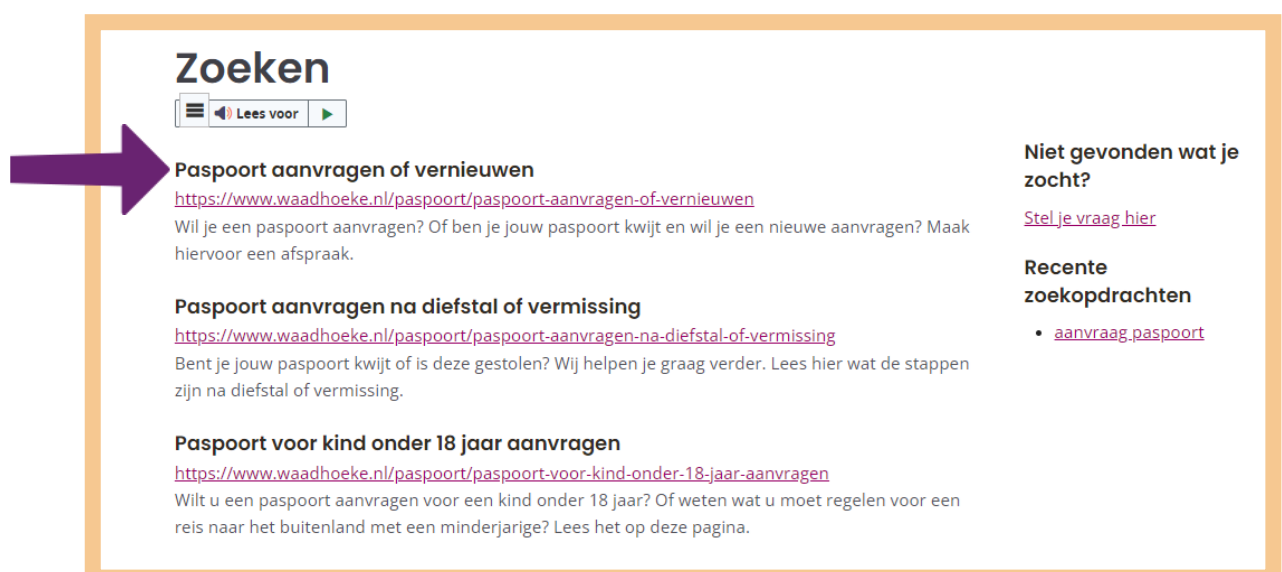 Zoeken
Lees voor
Paspoort aanvragen of vernieuwen
https://www.waadhoeke.nl/paspoort/paspoort-aanvragen-of-vernieuwen
Wil je een paspoort aanvragen? Of ben je jouw paspoort kwijt en wil je een nieuwe aanvragen? Maak
hiervoor een afspraak.
Paspoort aanvragen na diefstal of vermissing
https://www.waadhoeke.nl/paspoort/paspoort-aanvragen-na-diefstal-of-vermissing
Bent je jouw paspoort kwijt of is deze gestolen? Wij helpen je graag verder. Lees hier wat de stappen
zijn na diefstal of vermissing.
Paspoort voor kind onder 18 jaar aanvragen
https://www.waadhoeke.nl/paspoort/paspoort-voor-kind-onder-18-jaar-aanvragen
Wilt u een paspoort aanvragen voor een kind onder 18 jaar? Of weten wat u moet regelen voor een
reis naar het buitenland met een minderjarige? Lees het op deze pagina.
Niet gevonden wat je
zocht?
Stel je vraag hier
Recente
zoekopdrachten
aanvraag paspoort